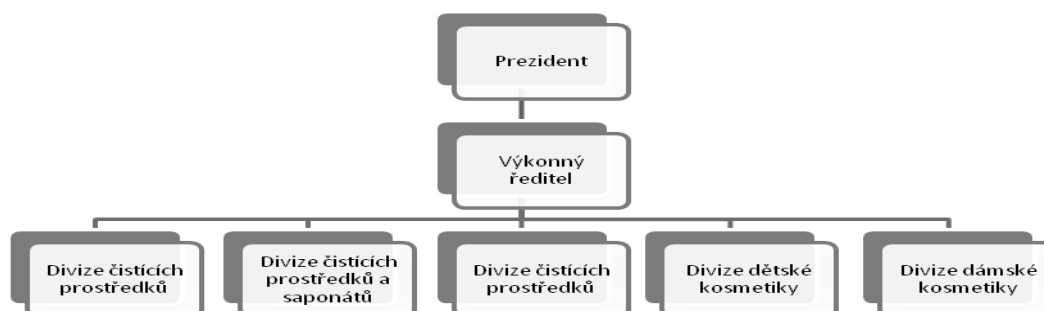 Prezident
Výkonný
ředitel
Divize čistících
prostředků
Divize čistících
prostředků a
saponátů
Divize čistících
prostředků
Divize dětské
kosmetiky
Divize dámské
kosmetiky